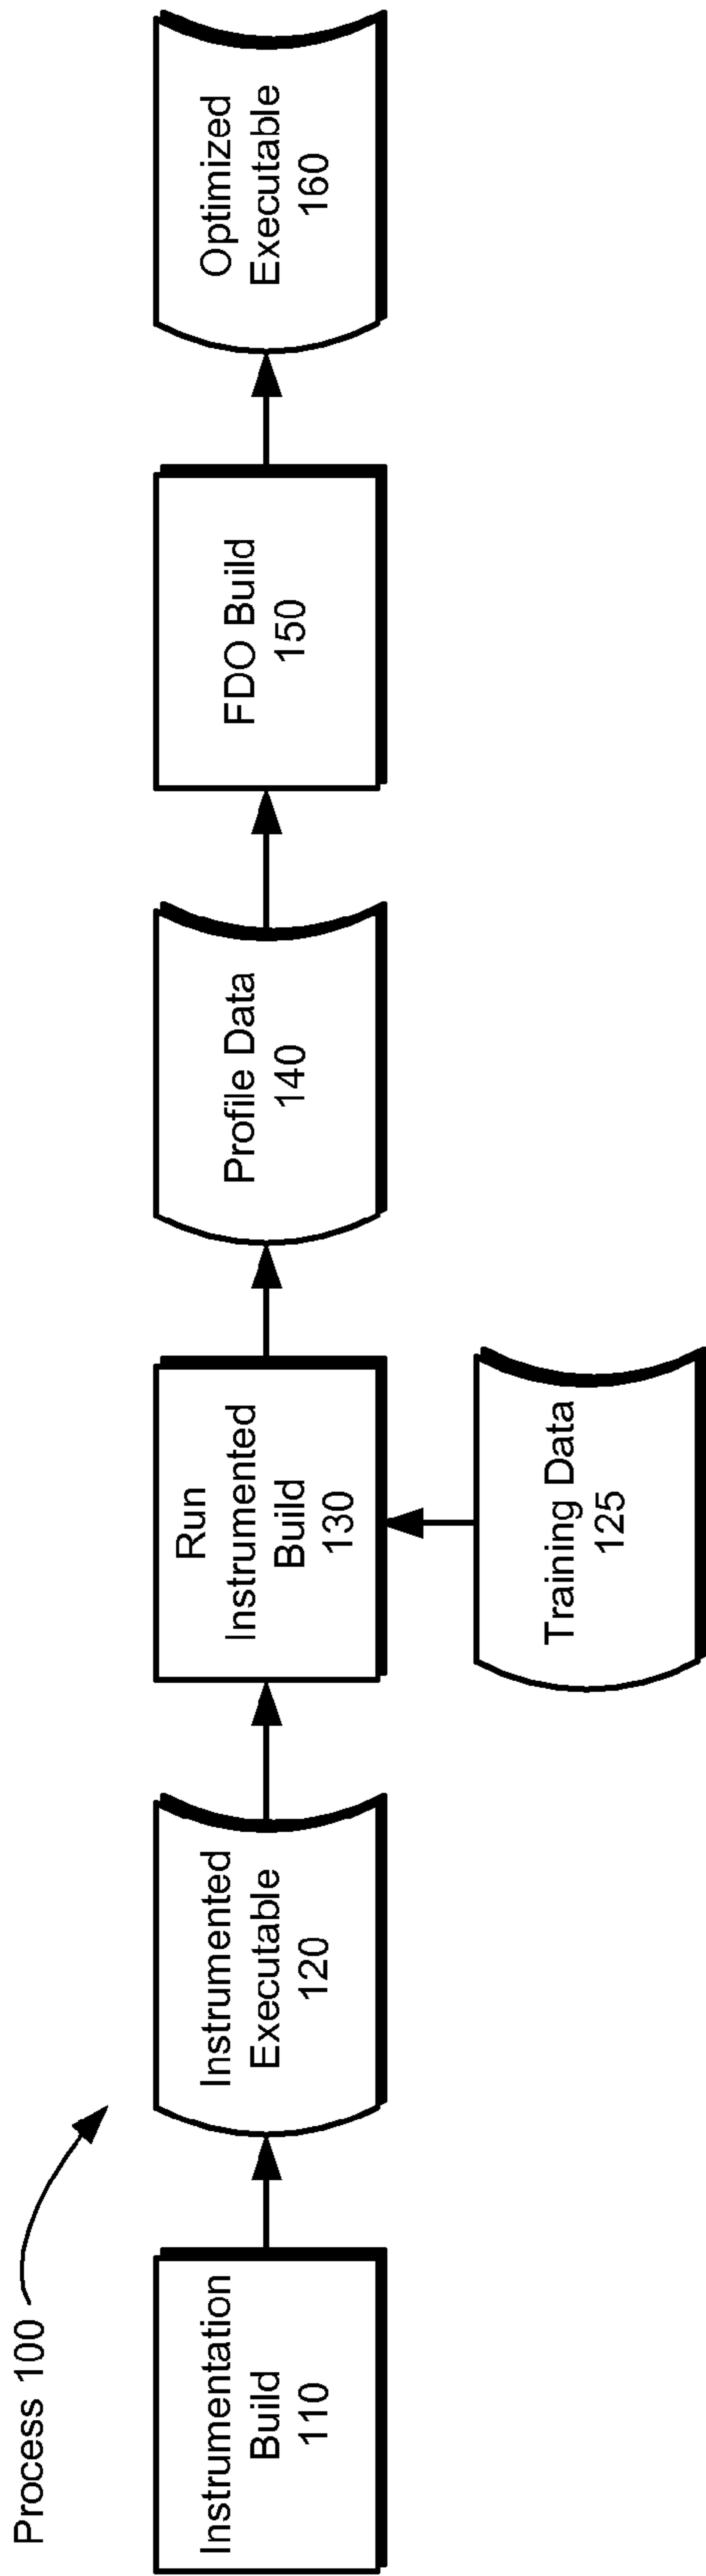 Process 100
Instrumentation
Build
110
Instrumented
Executable
120
Run
Instrumented
Build
130
Training Data
125
Profile Data
140
FDO Build
150
Optimized
Executable
160